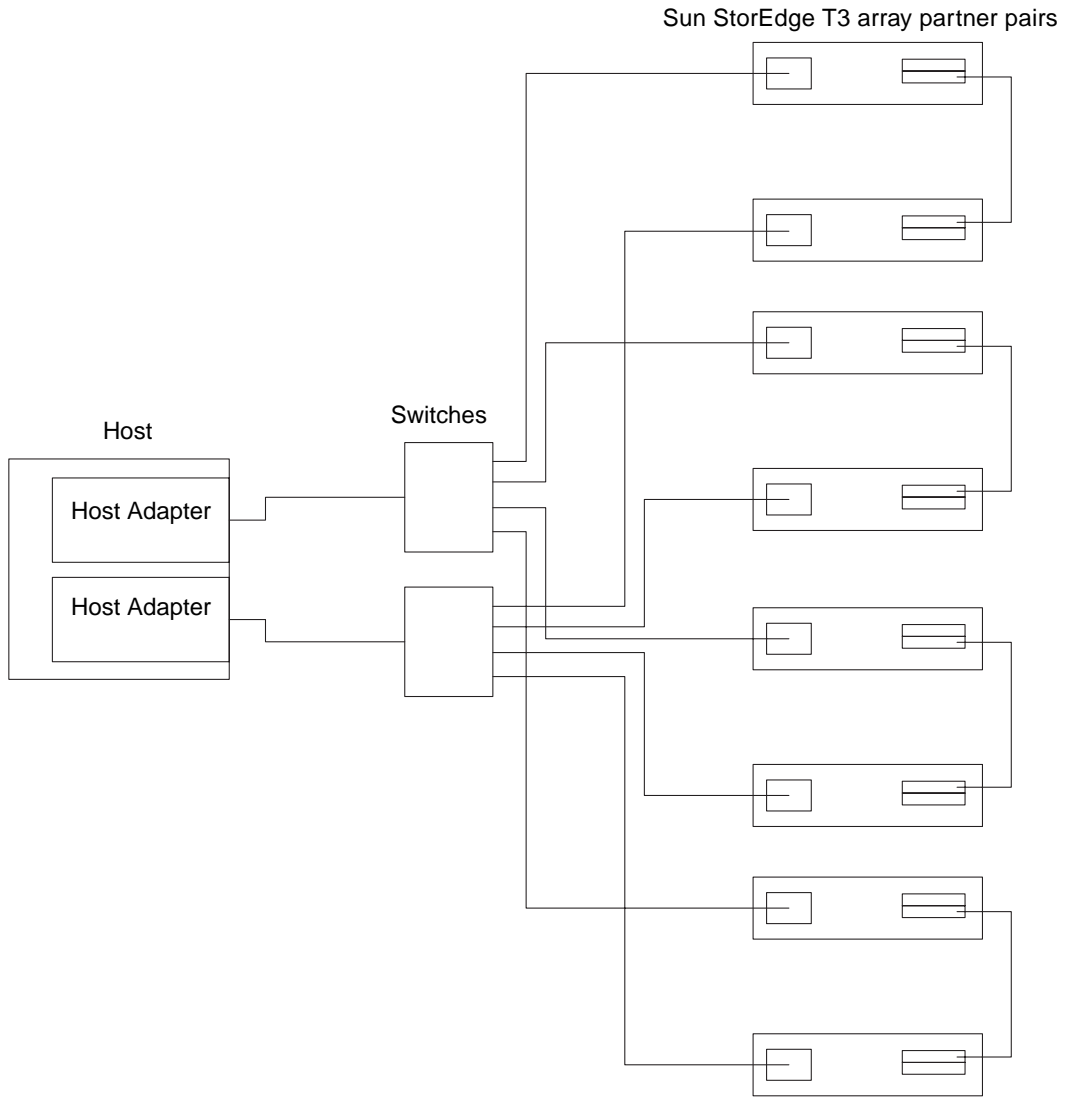 Sun StorEdge T3 array partner pairs
Switches
Host
Host Adapter
Host Adapter